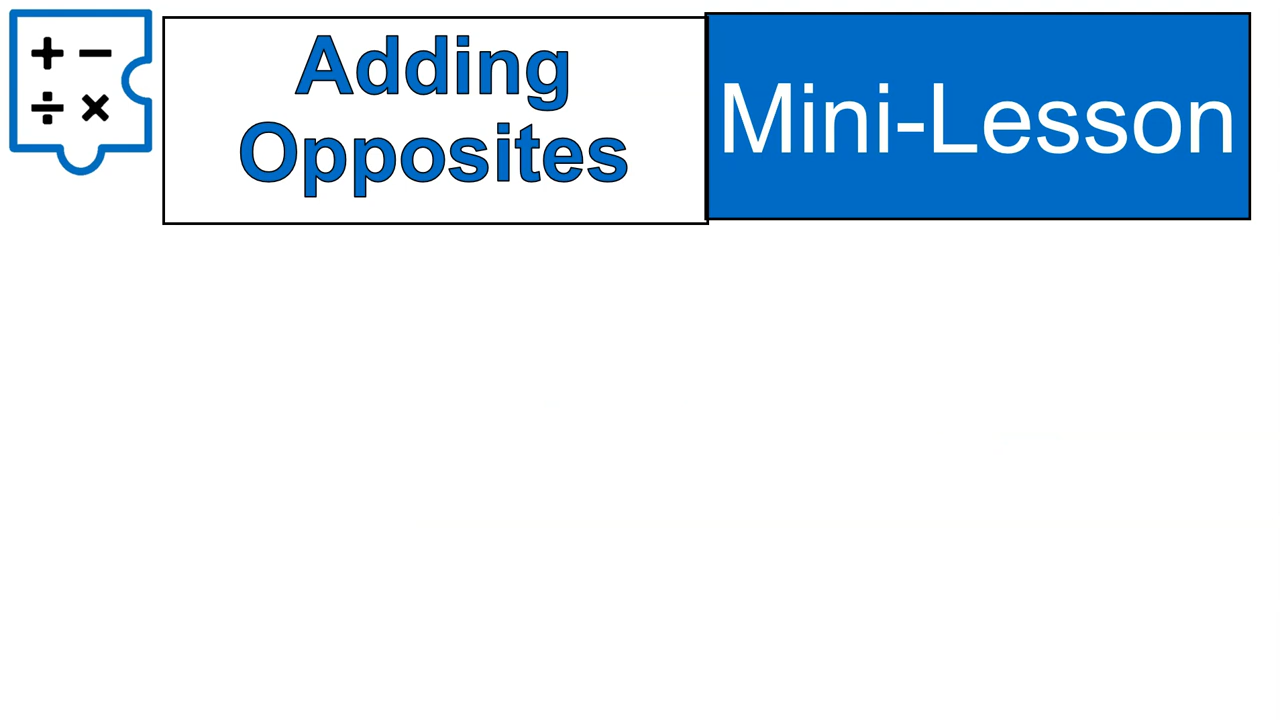 + −
÷ ×
Adding
Opposites
Mini-Lesson